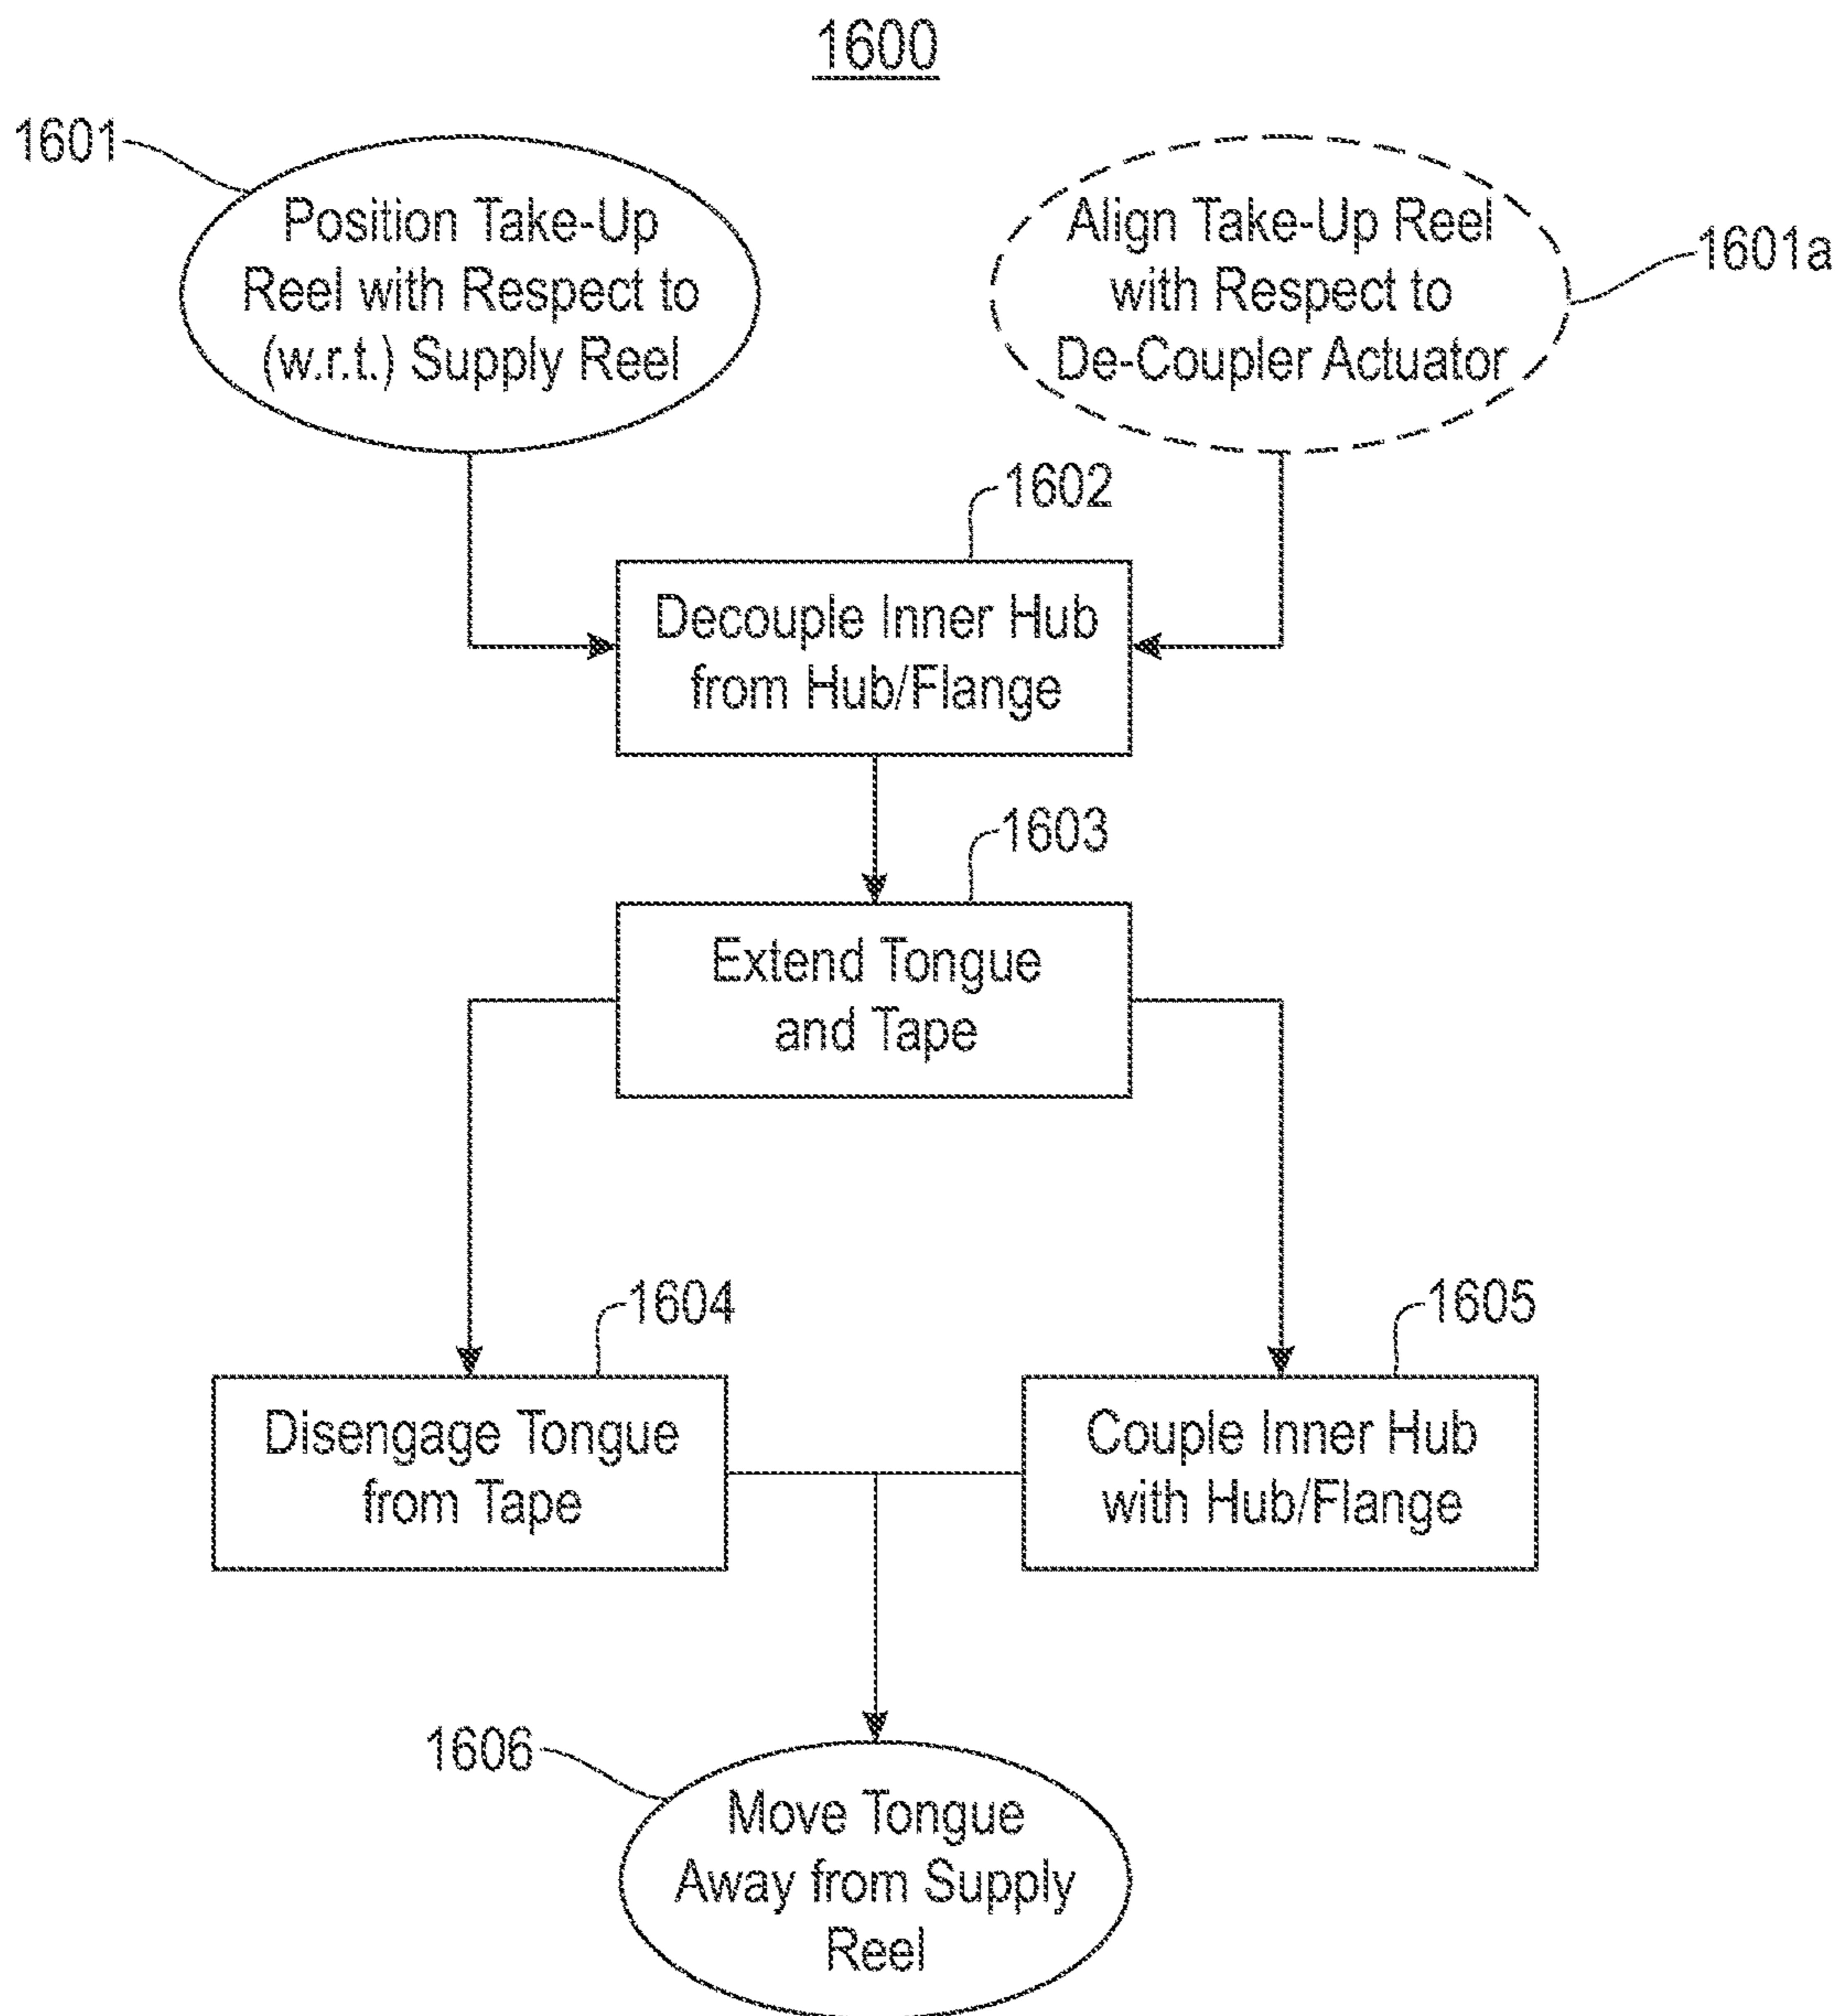 1600
1601
Position Take-Up
Reel with Respect to
(w.r.t.) Supply Reel
Align Take-Up Reel
with Respect to
De-Coupler Actuator
1601a
1602
Decouple Inner Hub
from Hub/Flange
1603
Extend Tongue
and Tape
1604
Disengage Tongue
from Tape
1605
Couple Inner Hub
with Hub/Flange
1606
Move Tongue
Away from Supply
Reel